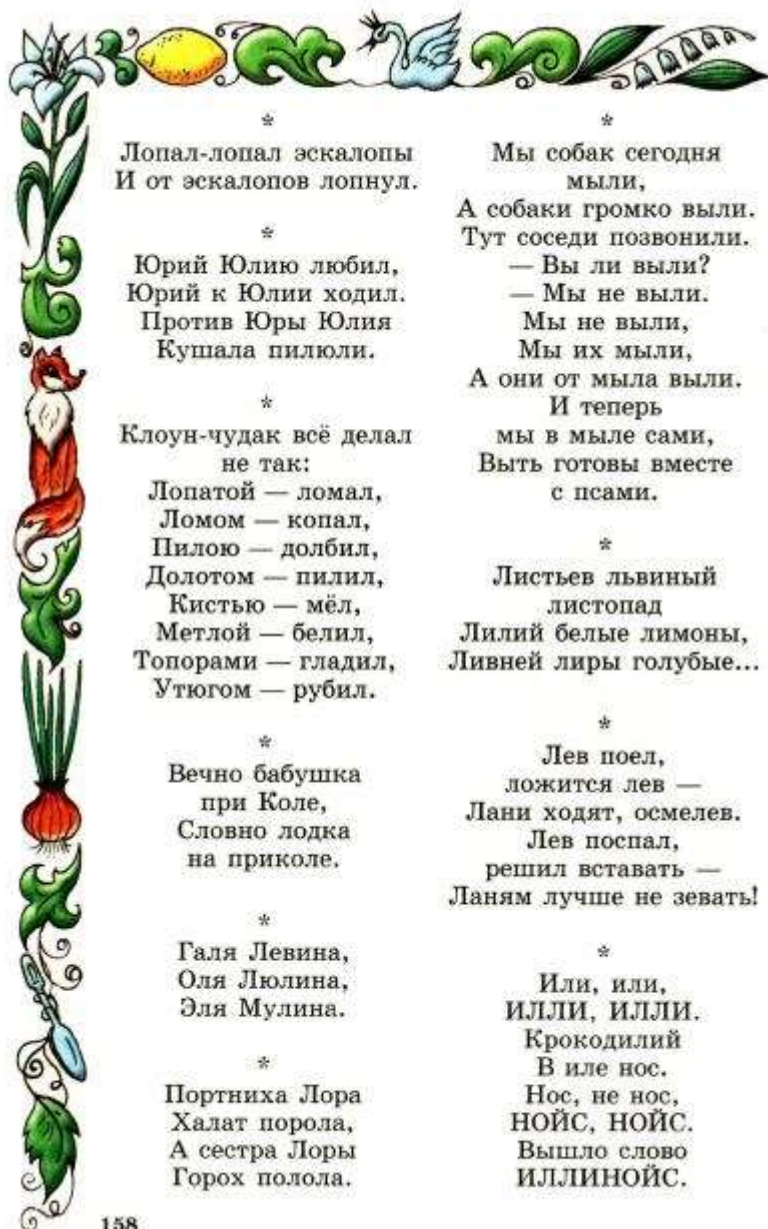 *
Лопал-лопал эскалопы
И от эскалопов лопнул.
*
Юрий Юлию любил,
Юрий к Юлии ходил.
Против Юры Юлия
Кушала пилюли.
*
Клоун-чудак всё делал
не так:
Лопатой — ломал,
Ломом — копал,
Пилою — долбил,
Долотом — пилил,
Кистью — мёл,
Метлой — белил,
Топорами — гладил,
Утюгом — рубил.
*
Вечно бабушка
при Коле,
Словно лодка
на приколе.
*
Галя Левина,
Оля Люлина,
Эля Мулина.
*
Портниха Лора
Халат порола,
А сестра Лоры
Горох полола.
*
Мы собак сегодня
мыли,
А собаки громко выли.
Тут соседи позвонили.
— Вы ли выли?
— Мы не выли.
Мы не выли,
Мы их мыли,
А они от мыла выли.
И теперь
мы в мыле сами,
Выть готовы вместе
с псами.
*
Листьев львиный
листопад
Лилий белые лимоны,
Ливней лиры голубые...
*
Лев поел,
ложится лев —
Лани ходят, осмелев.
Лев поспал,
решил вставать —
Ланям лучше не зевать!
*
Или, или,
ИЛЛИ, ИЛЛИ.
Крокодилий
В иле нос.
Нос, не нос,
НОЙС, НОЙС.
Вышло слово
ИЛЛИНОЙС.
158